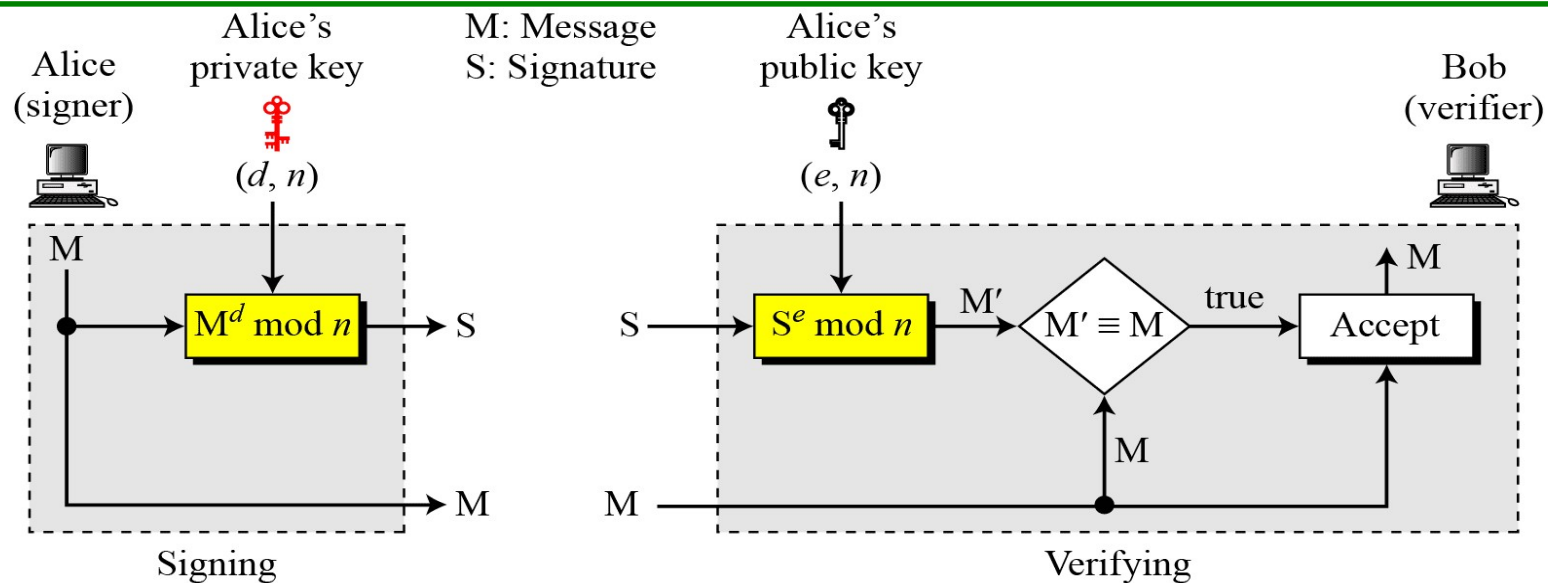 Alice
(signer)
Alice’s
private key
(d, n)
M: Message
S: Signature
Alice’s
public key
(e, n)
Bob
(verifier)
M
M^d mod n
S
M
Signing
S
S^e mod n
M′
M′ ≡ M
true
Accept
M
M
M
Verifying